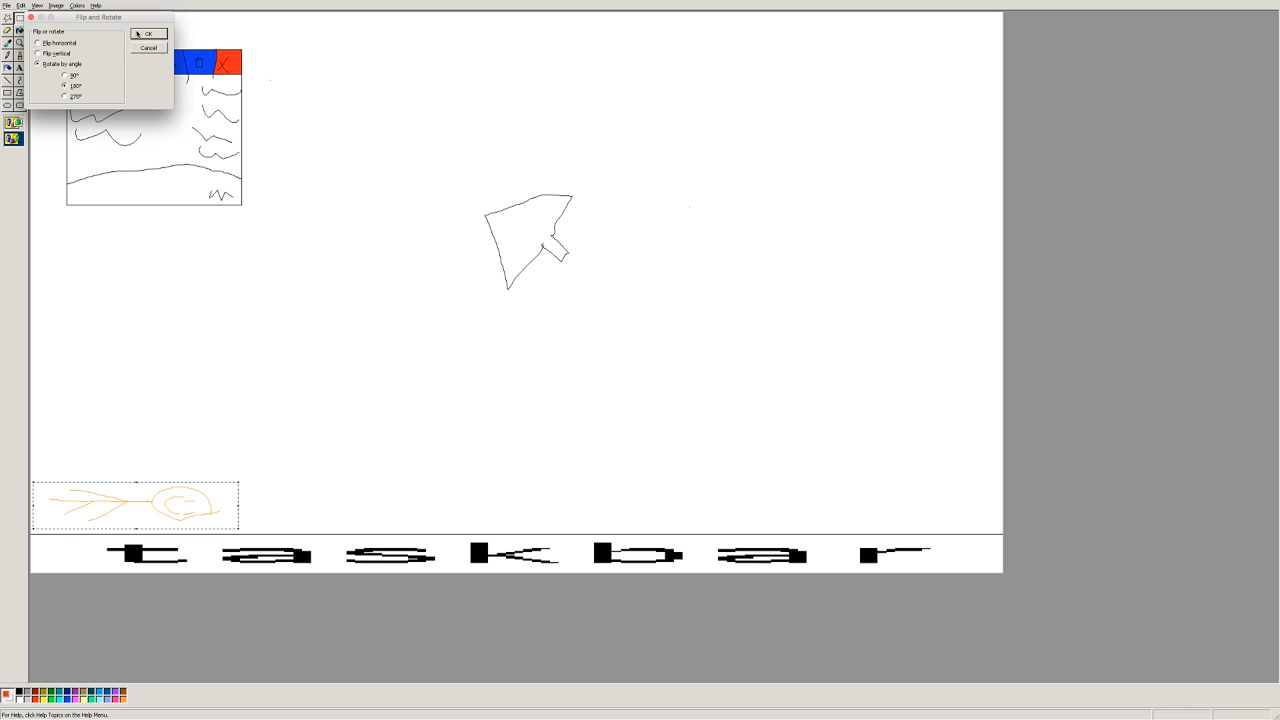 File Edit View Image Colors Help
Flip and Rotate
Flip or rotate
Flip horizontal
Flip vertical
Rotate by angle
90°
180°
270°
OK
Cancel
X
taskbar
For Help, click Help Topics on the Help Menu.